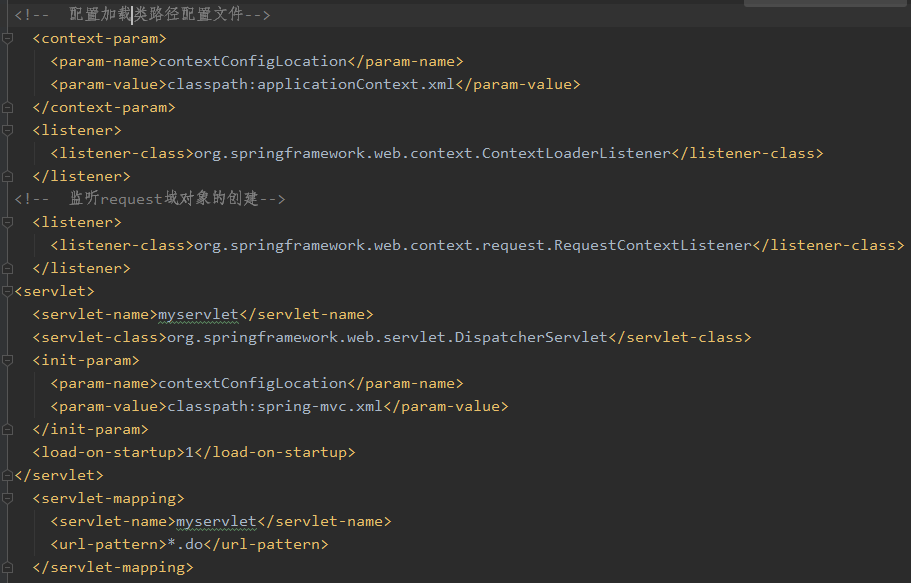 <!--  配置加载类路径配置文件-->
<context-param>
<param-name>contextConfigLocation</param-name>
<param-value>classpath:applicationContext.xml</param-value>
</context-param>
<listener>
<listener-class>org.springframework.web.context.ContextLoaderListener</listener-class>
</listener>
<!--  监听request域对象的创建-->
<listener>
<listener-class>org.springframework.web.context.request.RequestContextListener</listener-class>
</listener>
<servlet>
<servlet-name>myservlet</servlet-name>
<servlet-class>org.springframework.web.servlet.DispatcherServlet</servlet-class>
<init-param>
<param-name>contextConfigLocation</param-name>
<param-value>classpath:spring-mvc.xml</param-value>
</init-param>
<load-on-startup>1</load-on-startup>
</servlet>
<servlet-mapping>
<servlet-name>myservlet</servlet-name>
<url-pattern>*.do</url-pattern>
</servlet-mapping>